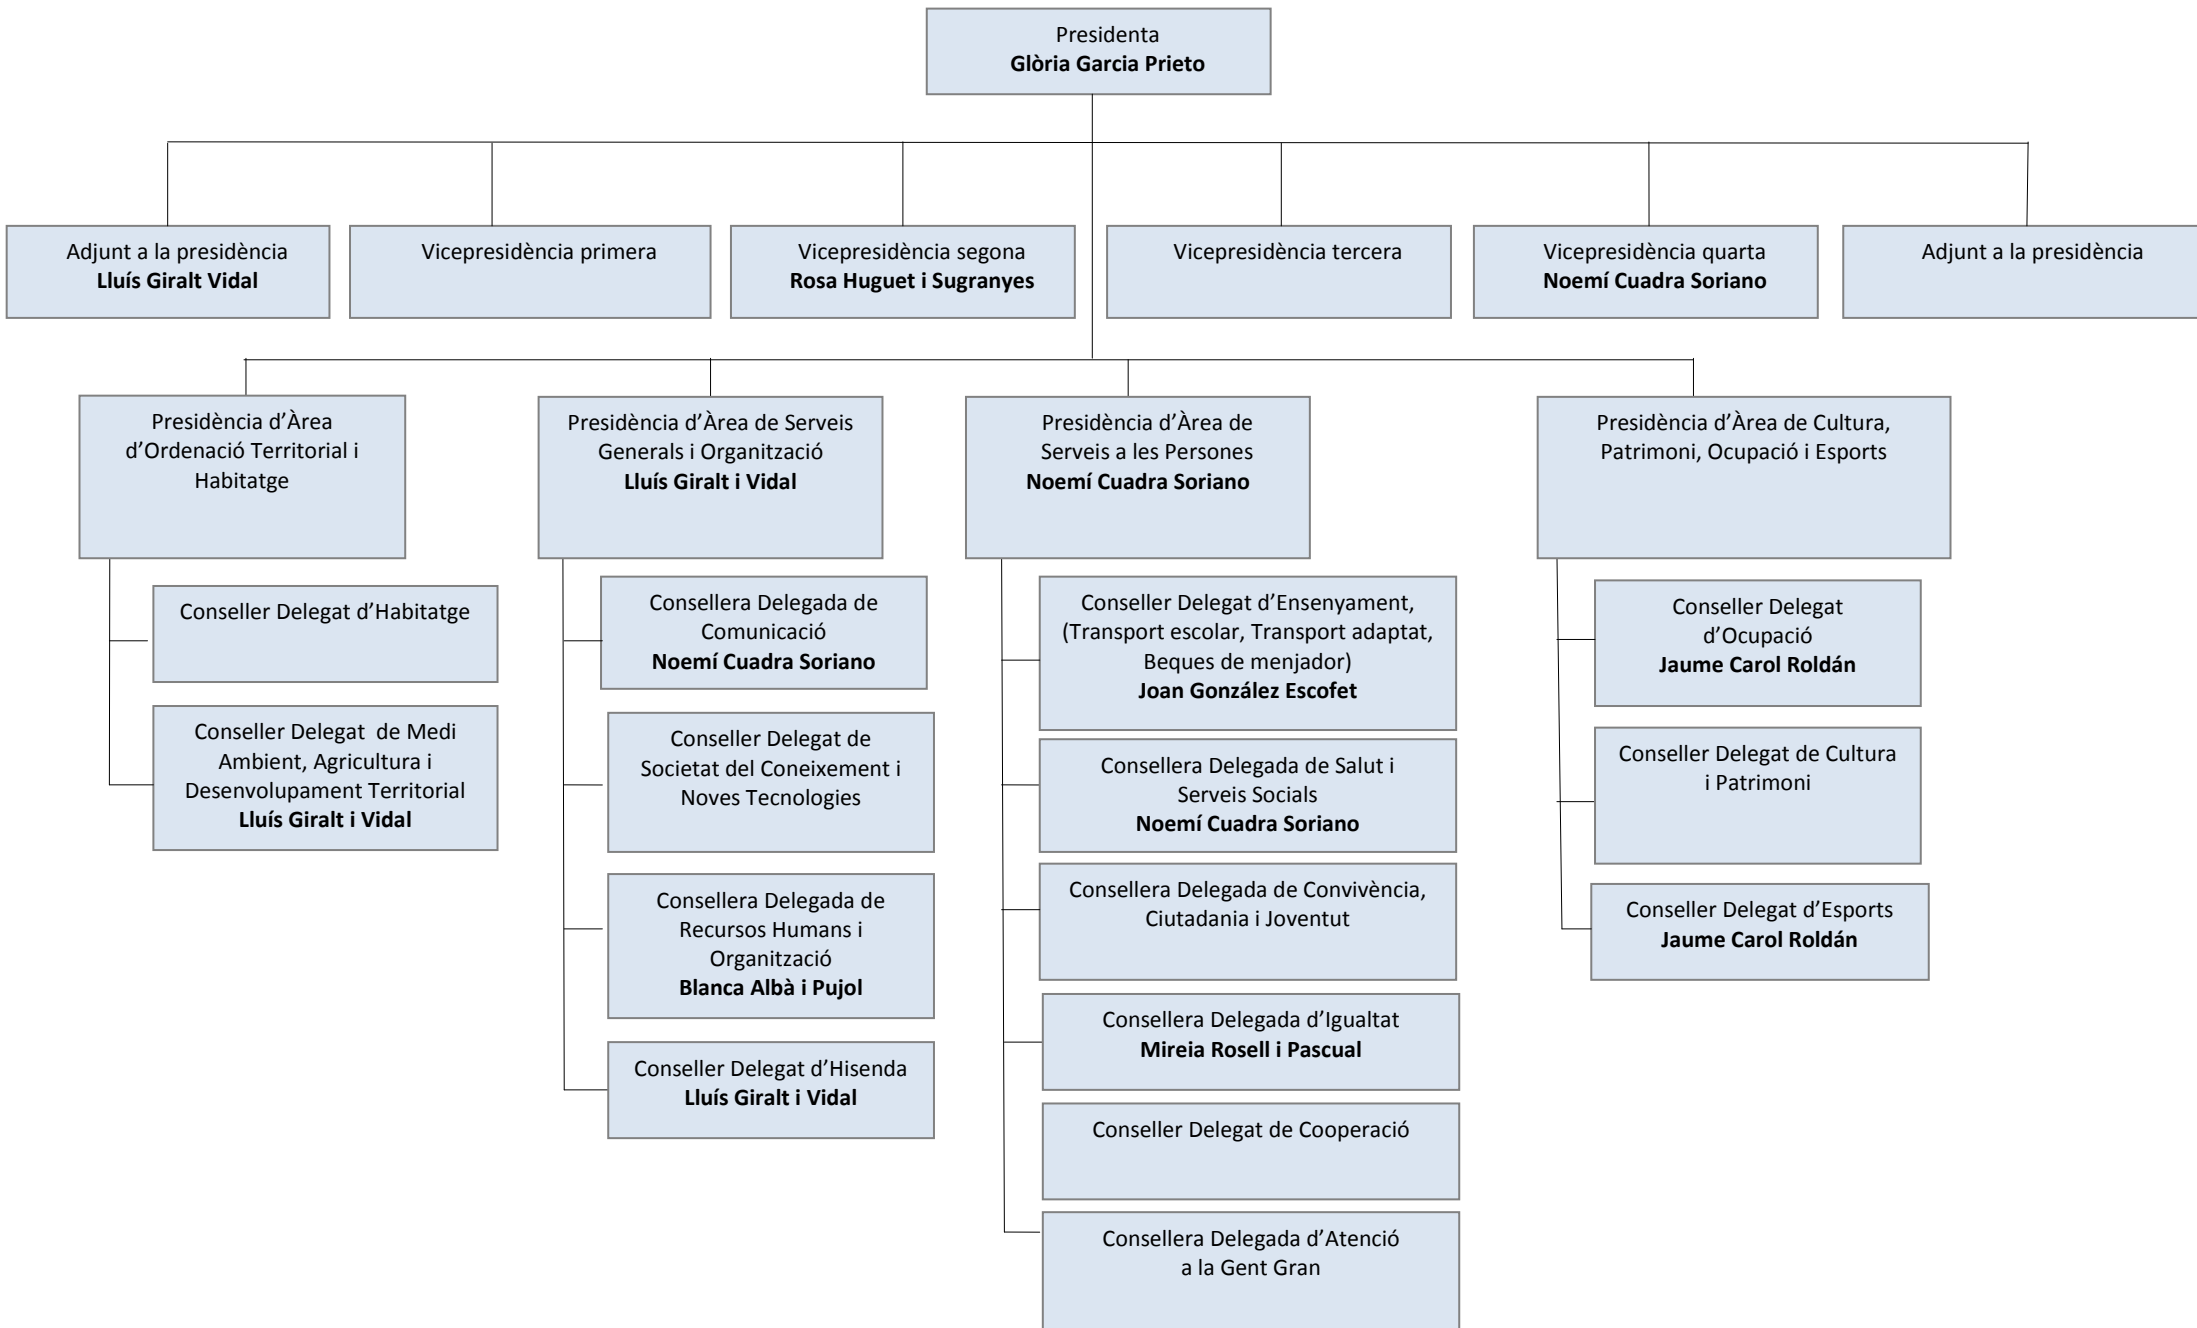 Presidenta
Glòria Garcia Prieto
Adjunt a la presidència
Lluís Giralt Vidal
Vicepresidència primera
Vicepresidència segona
Rosa Huguet i Sugranyes
Vicepresidència tercera
Vicepresidència quarta
Noemí Cuadra Soriano
Adjunt a la presidència
Presidència d’Àrea
d’Ordenació Territorial i
Habitatge
Conseller Delegat d’Habitatge
Conseller Delegat  de Medi
Ambient, Agricultura i
Desenvolupament Territorial
Lluís Giralt i Vidal
Presidència d’Àrea de Serveis
Generals i Organització
Lluís Giralt i Vidal
Consellera Delegada de
Comunicació
Noemí Cuadra Soriano
Conseller Delegat de
Societat del Coneixement i
Noves Tecnologies
Consellera Delegada de
Recursos Humans i
Organització
Blanca Albà i Pujol
Conseller Delegat d’Hisenda
Lluís Giralt i Vidal
Presidència d’Àrea de
Serveis a les Persones
Noemí Cuadra Soriano
Conseller Delegat d’Ensenyament,
(Transport escolar, Transport adaptat,
Beques de menjador)
Joan González Escofet
Consellera Delegada de Salut i
Serveis Socials
Noemí Cuadra Soriano
Consellera Delegada de Convivència,
Ciutadania i Joventut
Consellera Delegada d’Igualtat
Mireia Rosell i Pascual
Conseller Delegat de Cooperació
Consellera Delegada d’Atenció
a la Gent Gran
Presidència d’Àrea de Cultura,
Patrimoni, Ocupació i Esports
Conseller Delegat
d’Ocupació
Jaume Carol Roldán
Conseller Delegat de Cultura
i Patrimoni
Conseller Delegat d’Esports
Jaume Carol Roldán